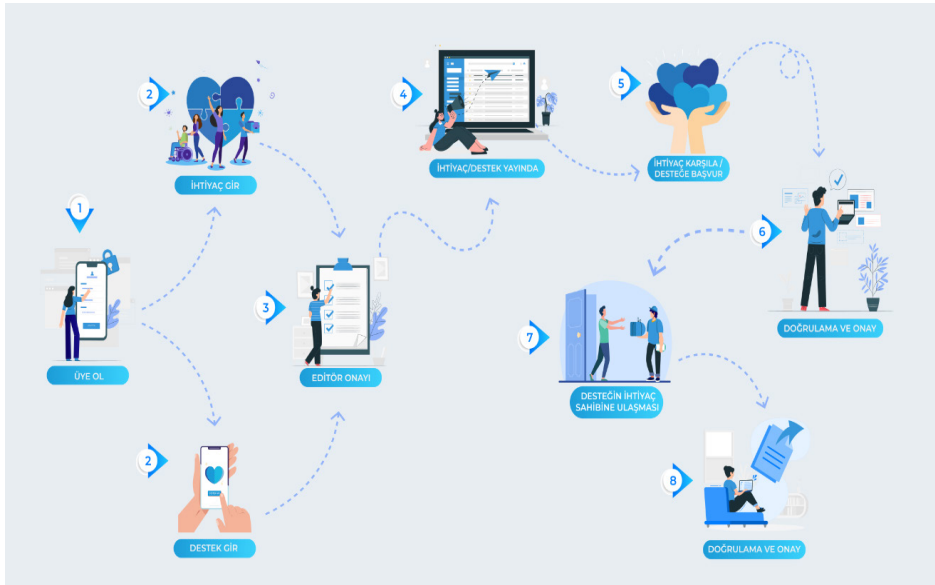 1
ÜYE OL
2
İHTİYAÇ GİR
2
DESTEK GİR
3
EDİTÖR ONAYI
4
İHTİYAÇ/DESTEK YAYINDA
5
İHTİYAÇ KARŞILA /
DESTEĞE BAŞVUR
6
DOĞRULAMA VE ONAY
7
DESTEĞİN İHTİYAÇ
SAHİBİNE ULAŞMASI
8
DOĞRULAMA VE ONAY